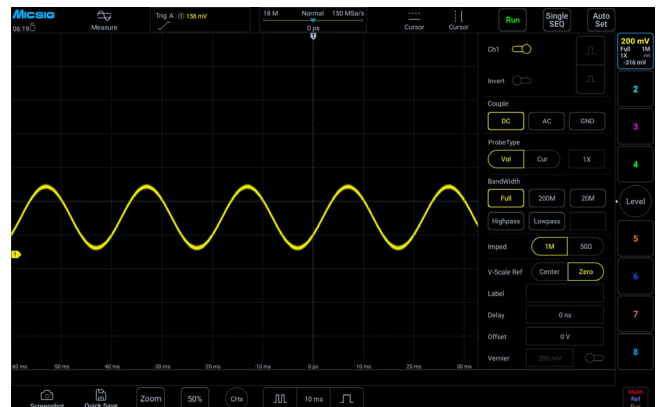 Micsig
06:19
Measure
Trig A ① 158 mV
18 M Normal 150 MSa/s
0 ps
T
Cursor
Cursor
Run
Single SEQ
Auto Set
Ch1
Invert
Couple
DC AC GND
ProbeType
Vol Cur 1X
BandWidth
Full 200M 20M
Highpass Lowpass
Imped 1M 50Ω
V-Scale Ref Center Zero
Label
Delay 0 ns
Offset 0 V
Vernier 200 mV
200 mV
Full 1M
1X
-316 mV
2
3
4
Level
5
6
7
8
Math
Ref
1
-60 ms -50 ms -40 ms -30 ms -20 ms -10 ms 0 ps 10 ms 20 ms 30 ms
Screenshot
Quick Save
Zoom
50%
CHx
10 ms